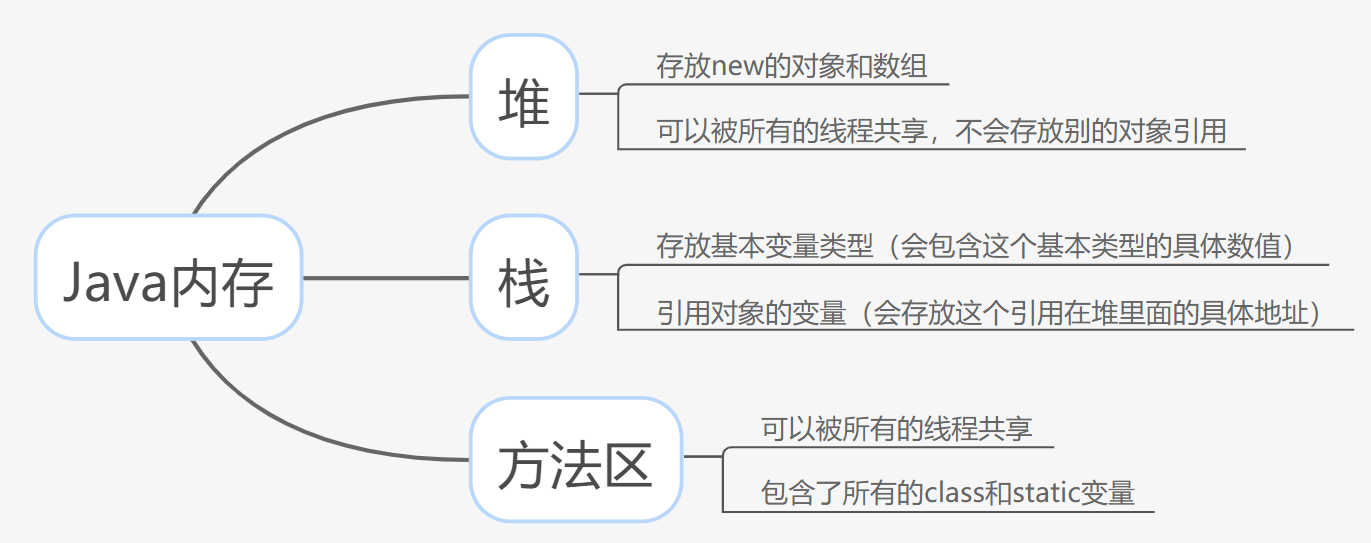 Java内存
堆
存放new的对象和数组
可以被所有的线程共享，不会存放别的对象引用
栈
存放基本变量类型（会包含这个基本类型的具体数值）
引用对象的变量（会存放这个引用在堆里面的具体地址）
方法区
可以被所有的线程共享
包含了所有的class和static变量